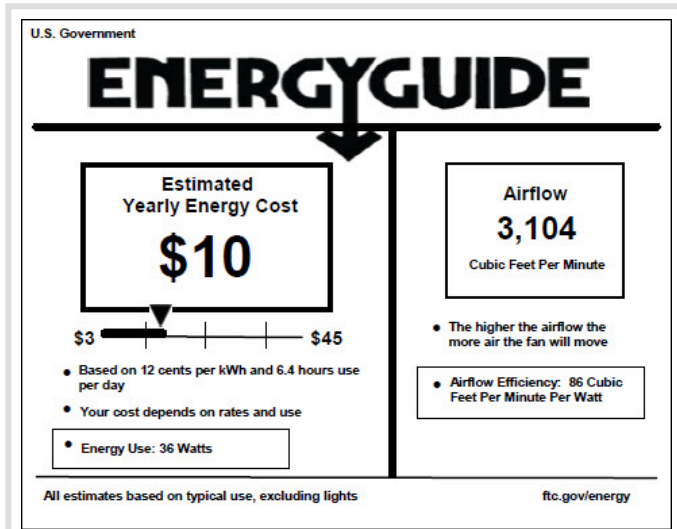 U.S. Government
ENERGYGUIDE
Estimated
Yearly Energy Cost
$10
$3
$45
• Based on 12 cents per kWh and 6.4 hours use
per day
• Your cost depends on rates and use
• Energy Use: 36 Watts
Airflow
3,104
Cubic Feet Per Minute
• The higher the airflow the
more air the fan will move
• Airflow Efficiency: 86 Cubic
Feet Per Minute Per Watt
All estimates based on typical use, excluding lights
ftc.gov/energy